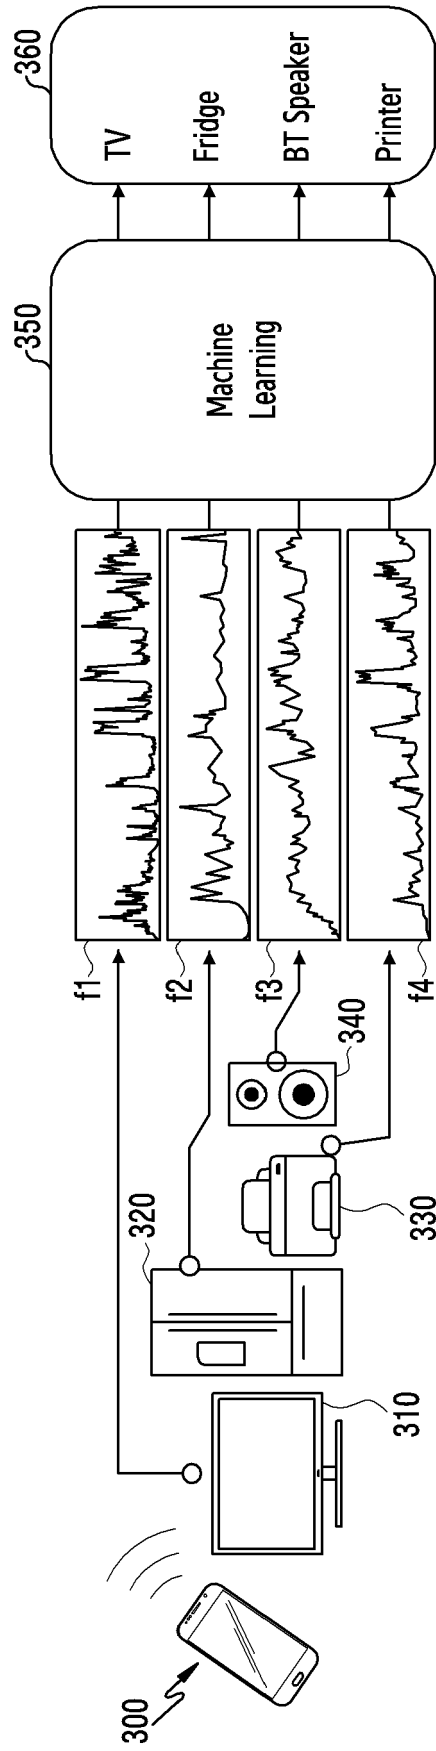 300
310
320
330
340
f1
f2
f3
f4
350
Machine
Learning
360
TV
Fridge
BT Speaker
Printer